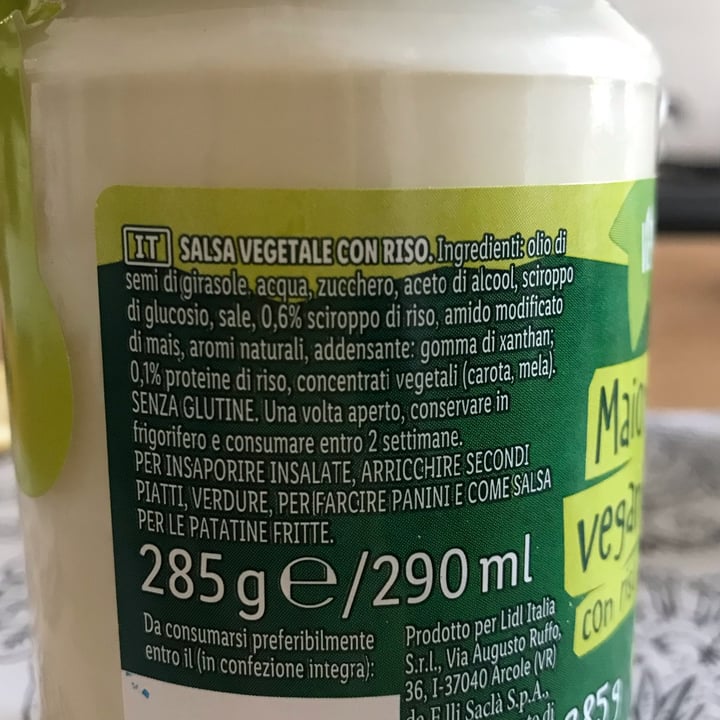 IT SALSA VEGETALE CON RISO. Ingredienti: olio di
semi di girasole, acqua, zucchero, aceto di alcool, sciroppo
di glucosio, sale, 0,6% sciroppo di riso, amido modificato
di mais, aromi naturali, addensante: gomma di xanthan;
0,1% proteine di riso, concentrati vegetali (carota, mela).
SENZA GLUTINE. Una volta aperto, conservare in
frigorifero e consumare entro 2 settimane.
PER INSAPORIRE INSALATE, ARRICCHIRE SECONDI
PIATTI, VERDURE, PER FARCIRE PANINI E COME SALSA
PER LE PATATINE FRITTE.
285 g e/290 ml
Da consumarsi preferibilmente
entro il (in confezione integra):
Prodotto per Lidl Italia
S.r.l., Via Augusto Ruffo,
36, I-37040 Arcole (VR)
da F.lli Saclà S.p.A.,
di
Maio
vegan
con
285g